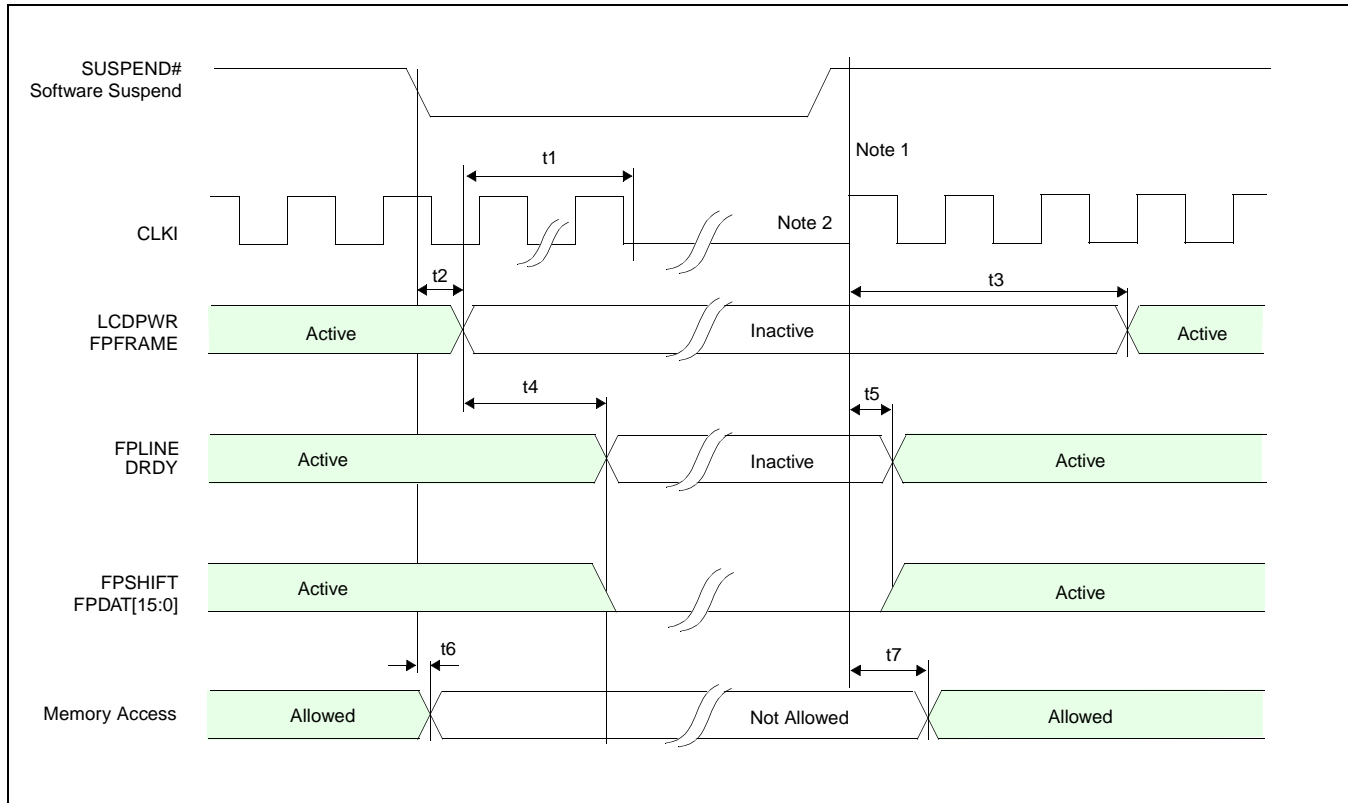 SUSPEND#
Software Suspend
Note 1
t1
CLKI
Note 2
t2
t3
LCDPWR
FPFRAME
Active
Inactive
Active
t4
t5
FPLINE
DRDY
Active
Inactive
Active
FPSHIFT
FPDAT[15:0]
Active
Active
t6
t7
Memory Access
Allowed
Not Allowed
Allowed